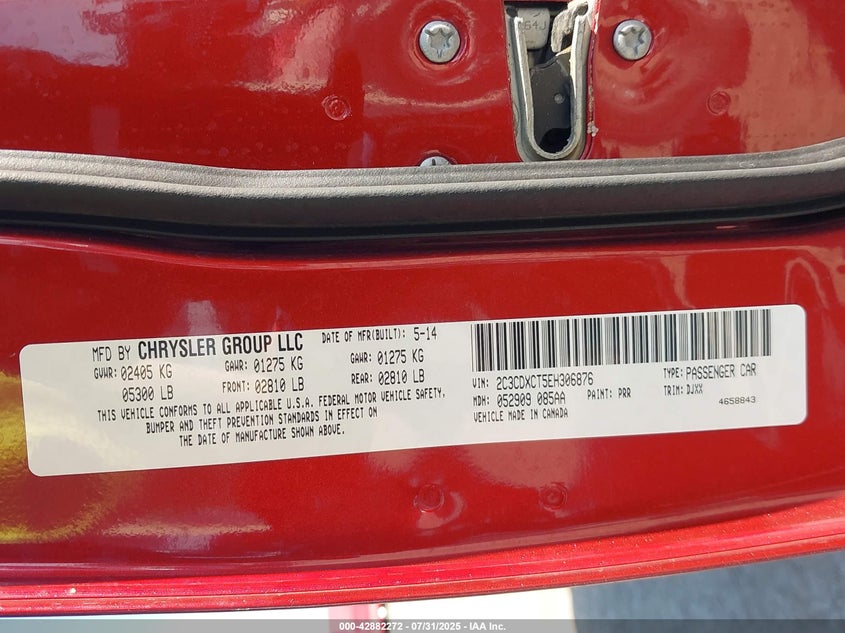 64J
MFD BY CHRYSLER GROUP LLC DATE OF MFR(BUILT): 5-14
GVWR: 02405 KG GAWR: 01275 KG GAWR: 01275 KG
05300 LB FRONT: 02810 LB REAR: 02810 LB
THIS VEHICLE CONFORMS TO ALL APPLICABLE U.S.A. FEDERAL MOTOR VEHICLE SAFETY,
BUMPER AND THEFT PREVENTION STANDARDS IN EFFECT ON
THE DATE OF MANUFACTURE SHOWN ABOVE.
VIN: 2C3CDXCT5EH306876 TYPE: PASSENGER CAR
MDH: 052909 085AA PAINT: PRR TRIM: DJXX
VEHICLE MADE IN CANADA 4658843
000-42882272 - 07/31/2025 - IAA Inc.